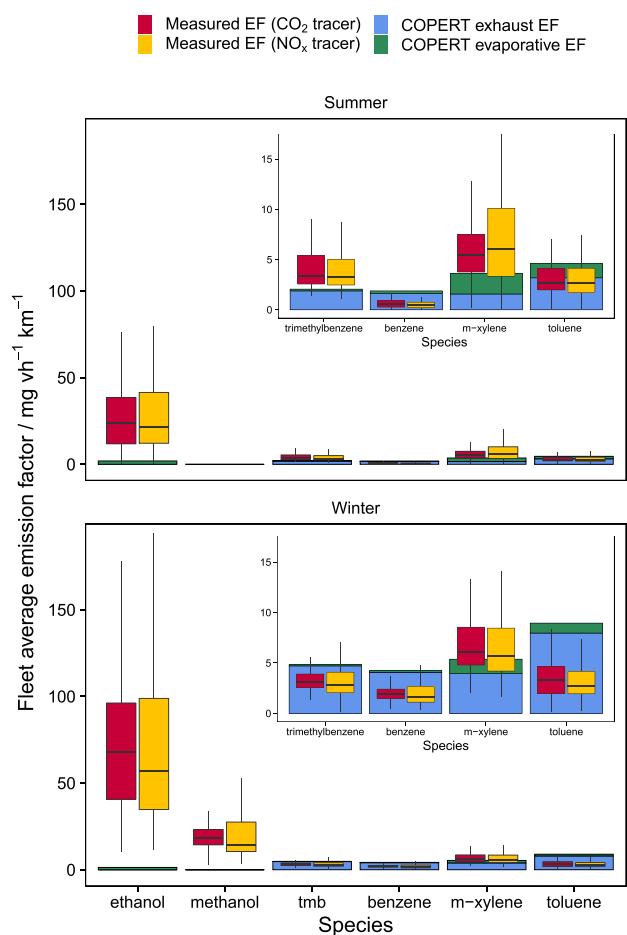 Measured EF (CO₂ tracer)
Measured EF (NOₓ tracer)
COPERT exhaust EF
COPERT evaporative EF
Fleet average emission factor / mg vh⁻¹ km⁻¹
Summer
150
100
50
0
15
10
5
0
trimethylbenzene benzene m−xylene toluene
Species
Winter
150
100
50
0
15
10
5
0
trimethylbenzene benzene m−xylene toluene
Species
ethanol methanol tmb benzene m−xylene toluene
Species